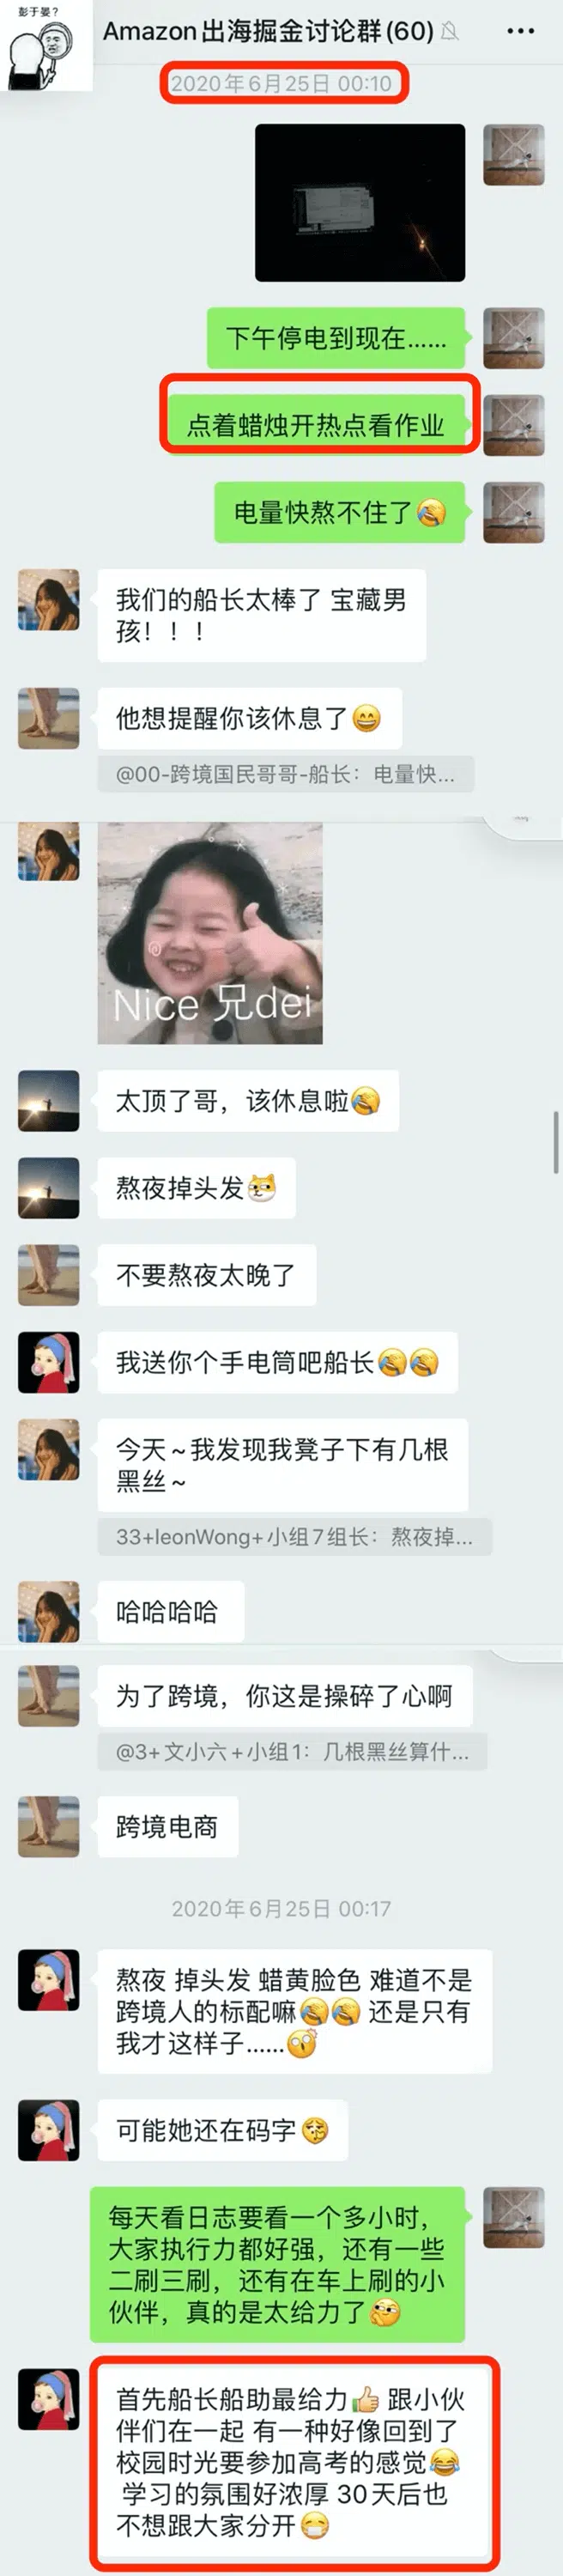 彭于晏?
Amazon出海掘金讨论群(60)
2020年6月25日 00:10
下午停电到现在......
点着蜡烛开热点看作业
电量快熬不住了
我们的船长太棒了 宝藏男
孩！！！
他想提醒你该休息了
@00-跨境国民哥哥-船长：电量快...
Nice 兄dei
太顶了哥，该休息啦
熬夜掉头发
不要熬夜太晚了
我送你个手电筒吧船长
今天~我发现我凳子下有几根
黑丝~
33+leonWong+小组7组长：熬夜掉...
哈哈哈哈
为了跨境，你这是操碎了心啊
@3+文小六+小组1：几根黑丝算什...
跨境电商
2020年6月25日 00:17
熬夜 掉头发 蜡黄脸色 难道不是
跨境人的标配嘛 还是只有
我才这样子......
可能她还在码字
每天看日志要看一个多小时，
大家执行力都好强，还有一些
二刷三刷，还有在车上刷的小
伙伴，真的是太给力了
首先船长船助最给力 跟小伙
伴们在一起 有一种好像回到了
校园时光要参加高考的感觉
学习的氛围好浓厚 30天后也
不想跟大家分开